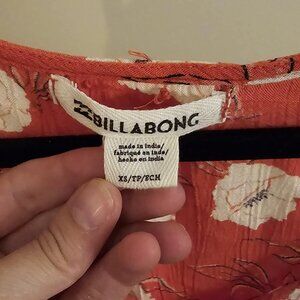 BILLABONG
made in India/
fabriqué en Inde/
hecho en India
XS/TP/ECH